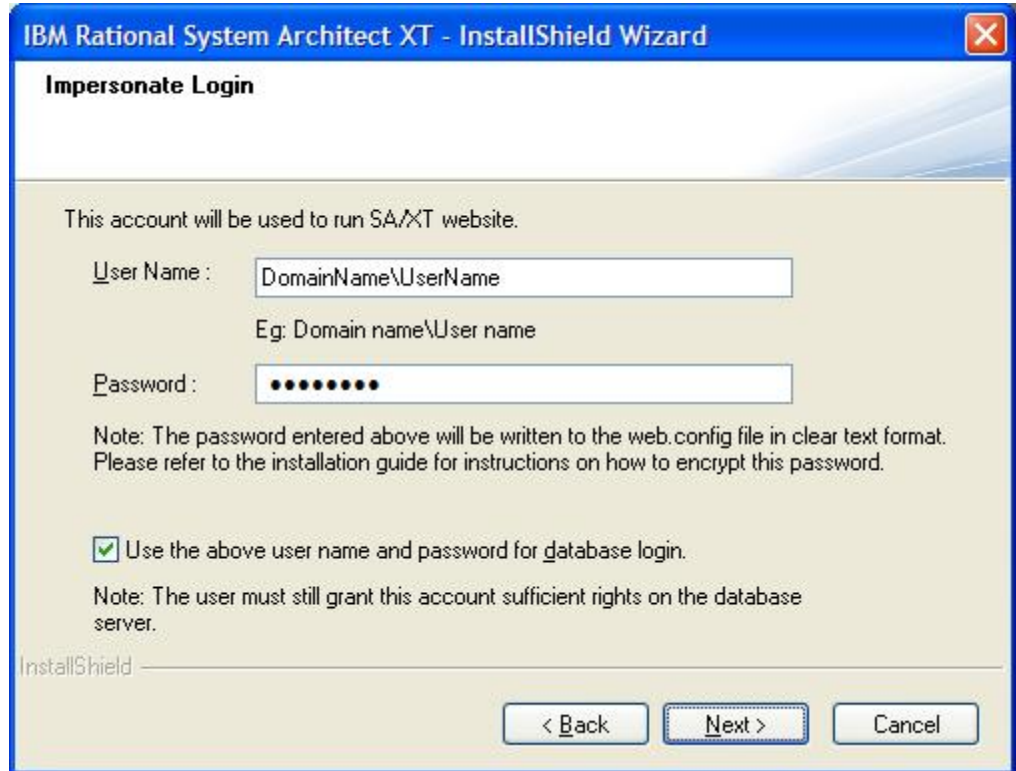 IBM Rational System Architect XT - InstallShield Wizard
Impersonate Login
This account will be used to run SA/XT website.
User Name :
DomainName\UserName
Eg: Domain name\User name
Password :
••••••••
Note: The password entered above will be written to the web.config file in clear text format.
Please refer to the installation guide for instructions on how to encrypt this password.
Use the above user name and password for database login.
Note: The user must still grant this account sufficient rights on the database
server.
InstallShield
< Back Next > Cancel